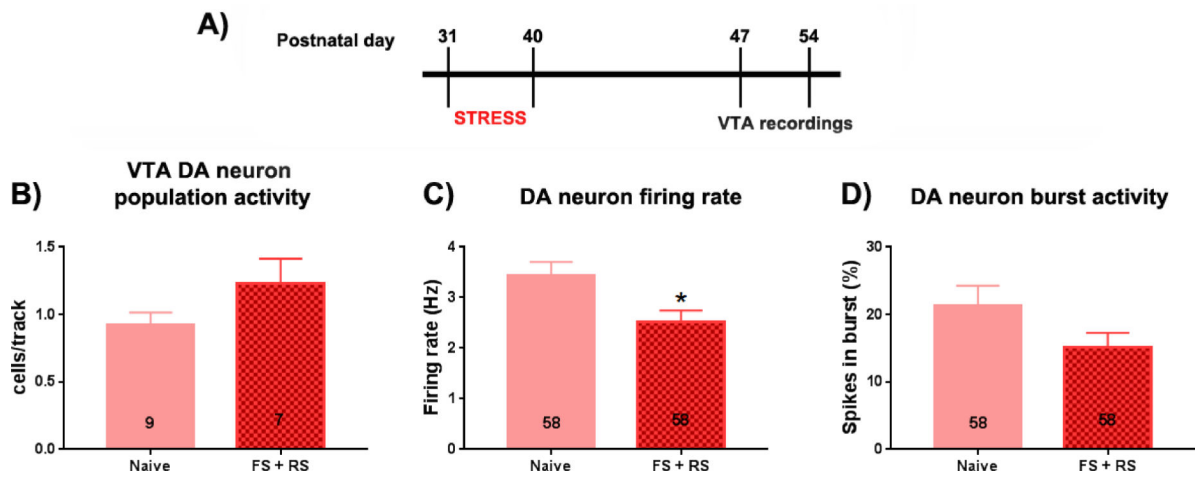 A)
Postnatal day
31 40 47 54
STRESS
VTA recordings
B)
VTA DA neuron
population activity
cells/track
1.5
1.0
0.5
0.0
9
7
Naive
FS + RS
C)
DA neuron firing rate
Firing rate (Hz)
4
3
2
1
0
*
58
58
Naive
FS + RS
D)
DA neuron burst activity
Spikes in burst (%)
30
20
10
0
58
58
Naive
FS + RS